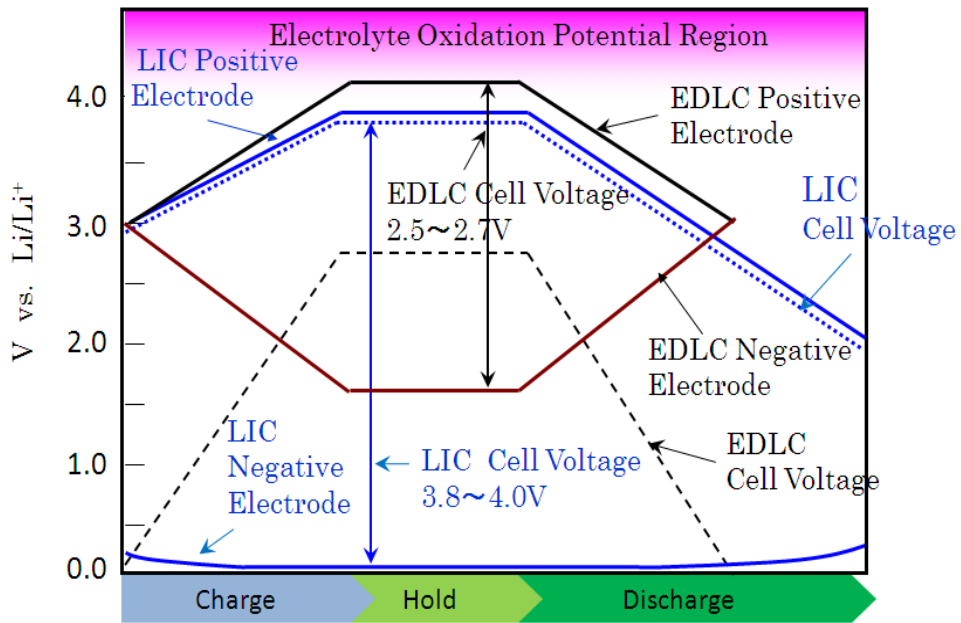 Electrolyte Oxidation Potential Region
LIC Positive
Electrode
EDLC Positive
Electrode
4.0
3.0
2.0
1.0
0.0
V vs. Li/Li⁺
EDLC Cell Voltage
2.5～2.7V
LIC
Cell Voltage
EDLC Negative
Electrode
LIC
Negative
Electrode
LIC Cell Voltage
3.8～4.0V
EDLC
Cell Voltage
Charge
Hold
Discharge